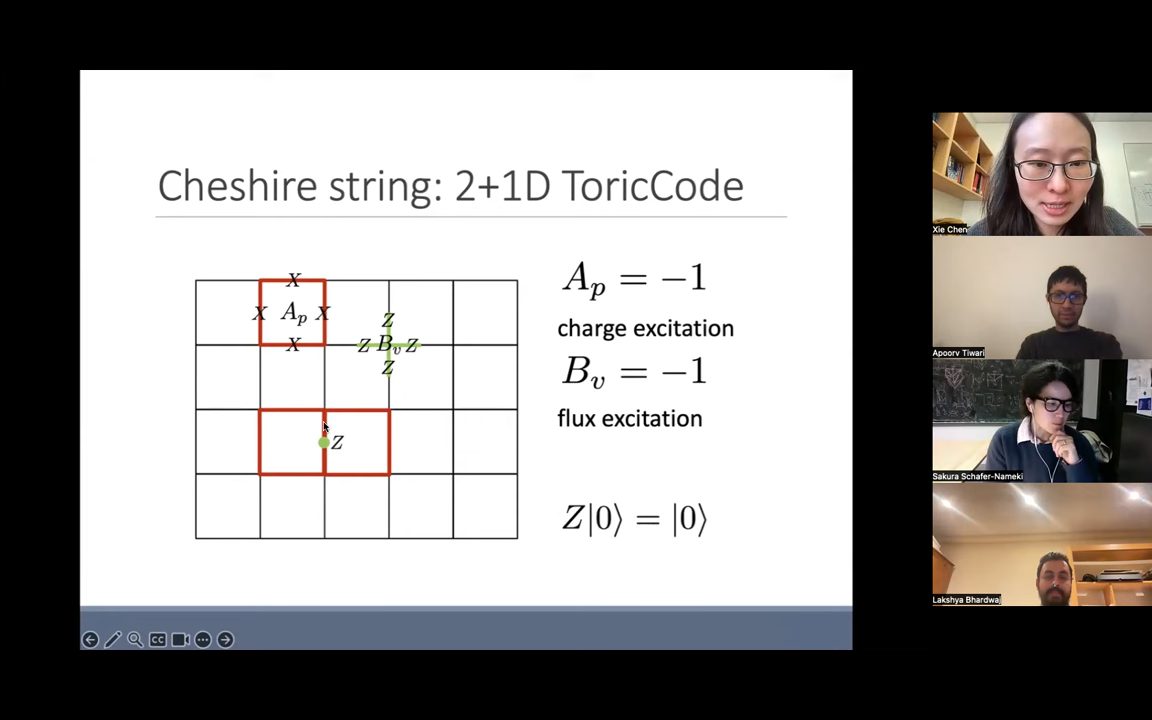 Cheshire string: 2+1D ToricCode
X
X A_p X
X
Z
Z B_v Z
Z
Z
A_p = −1
charge excitation
B_v = −1
flux excitation
Z|0⟩ = |0⟩
CC
Xie Chen
Apoorv Tiwari
Sakura Schafer-Nameki
Lakshya Bhardwaj